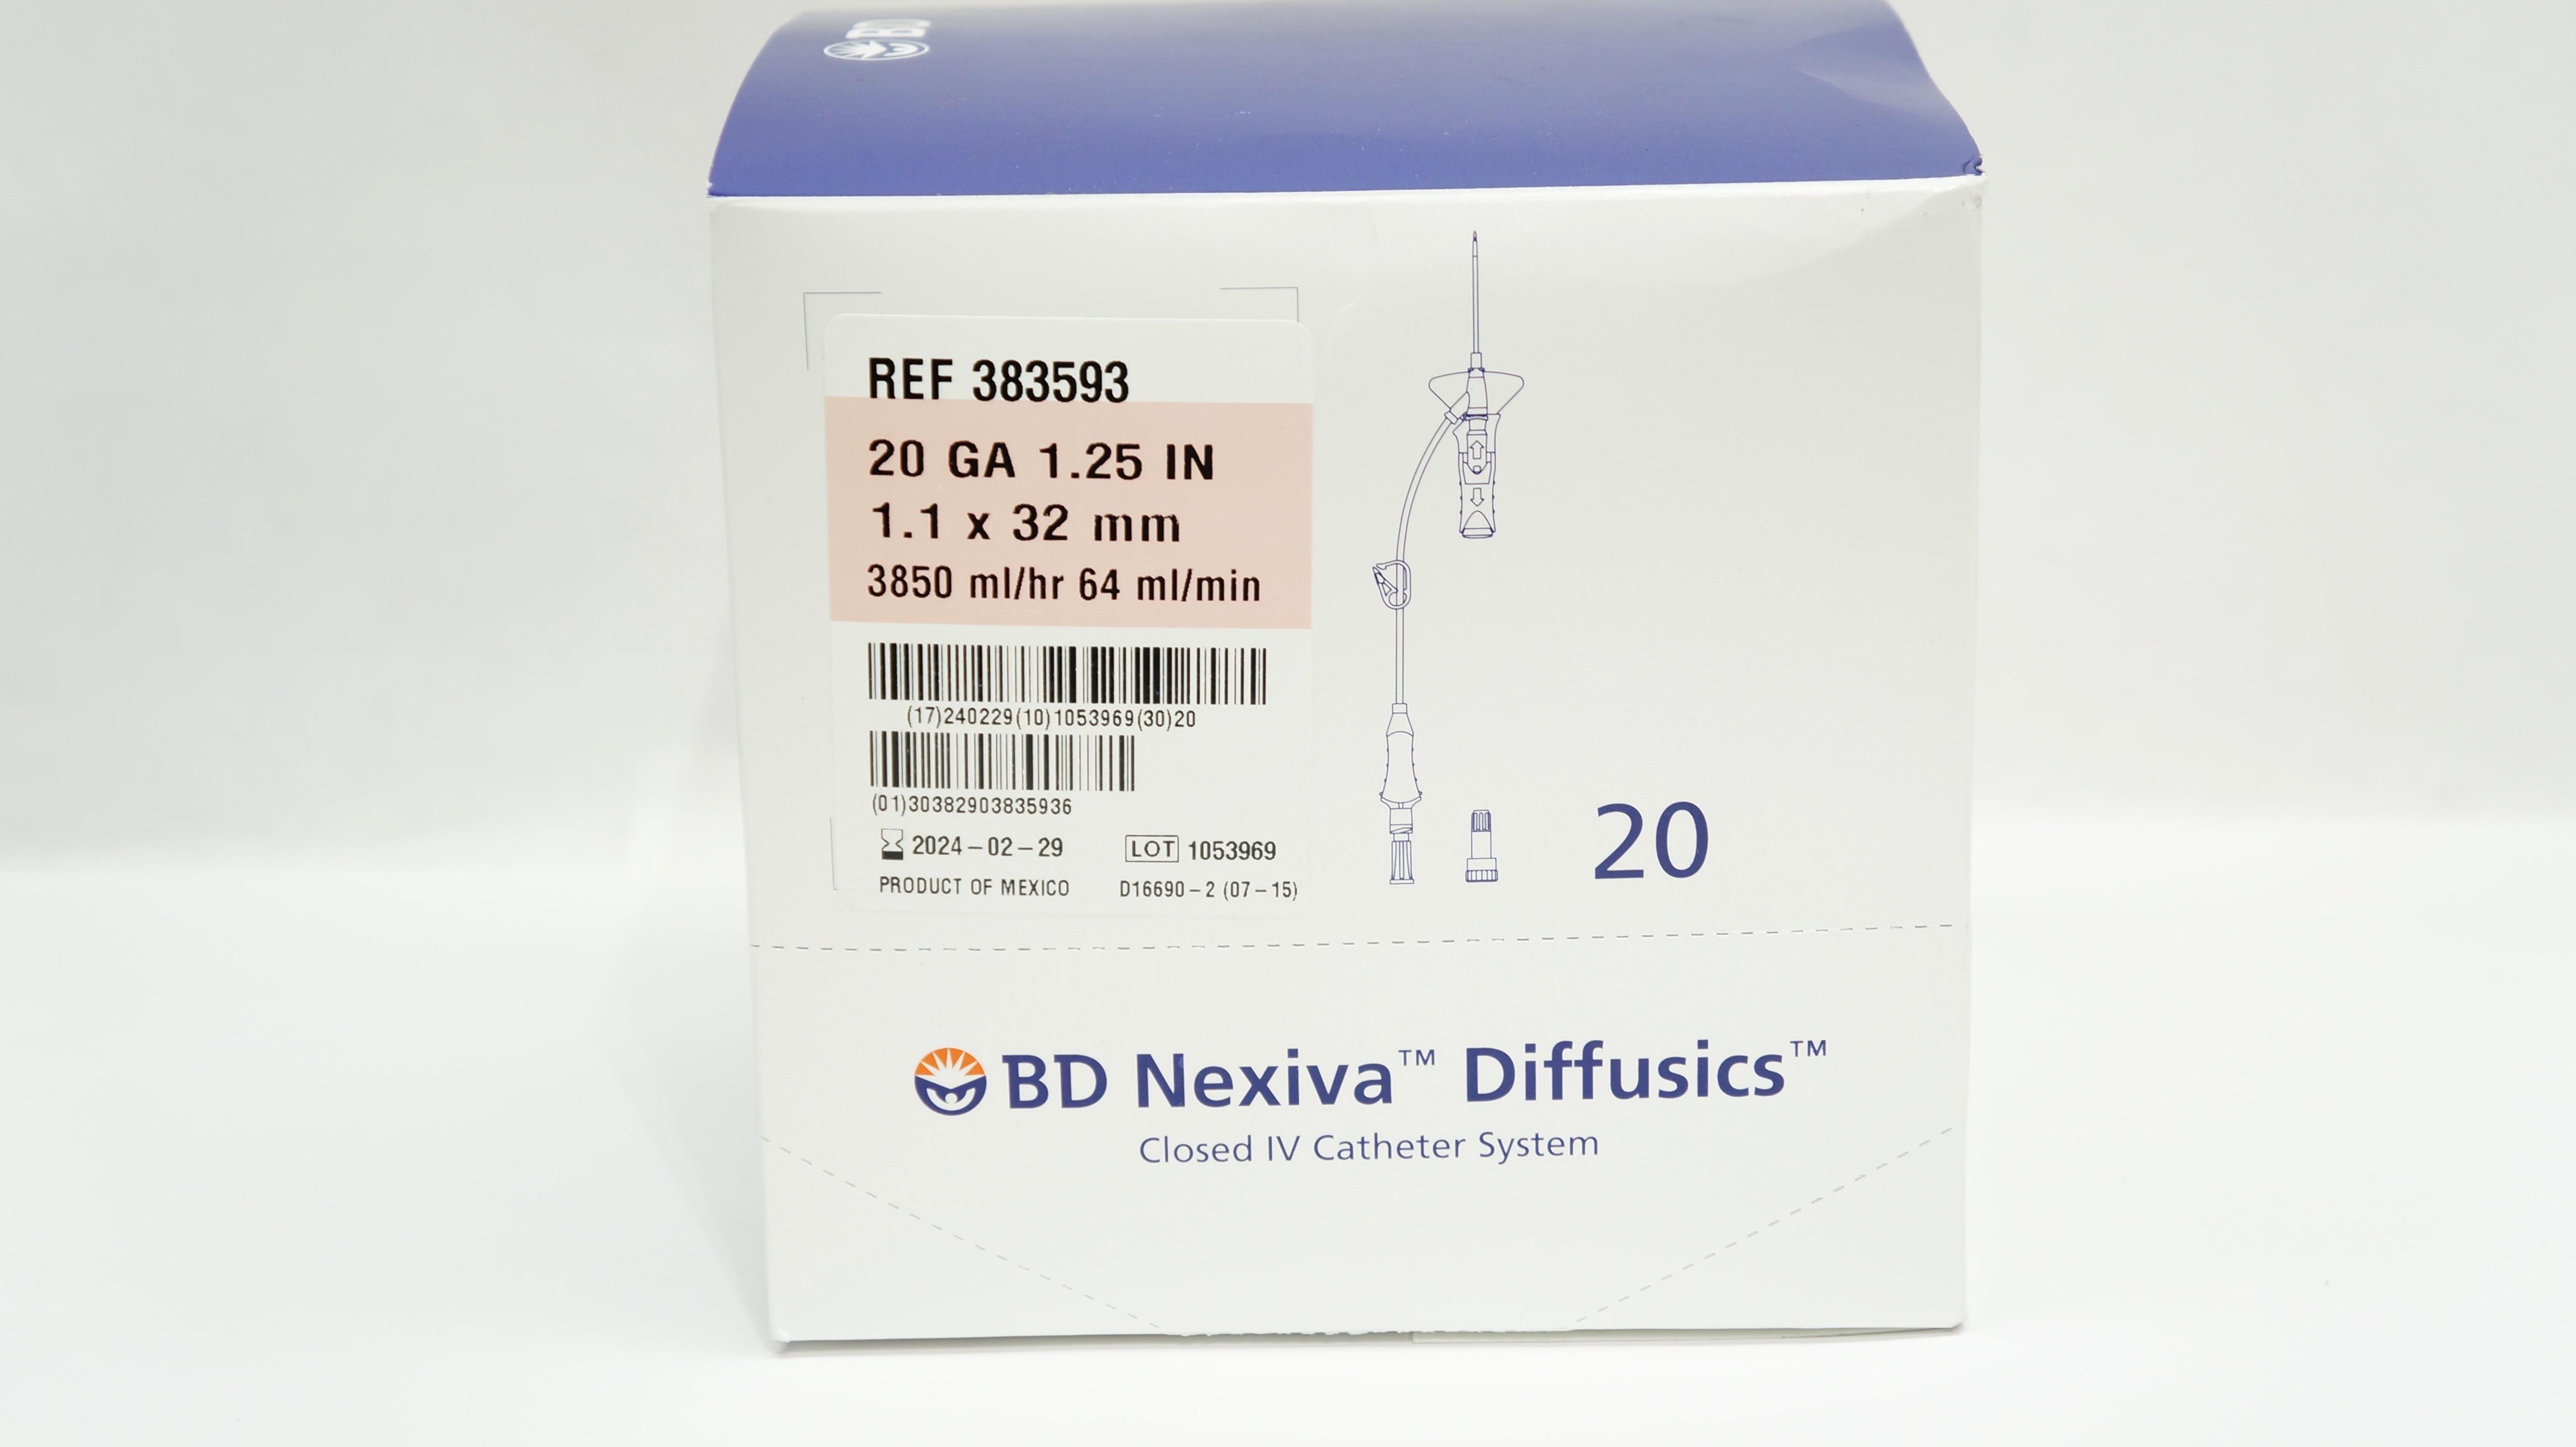 BD
REF 383593
20 GA 1.25 IN
1.1 x 32 mm
3850 ml/hr 64 ml/min
(17)240229(10)1053969(30)20
(01)30382903835936
2024-02-29
LOT 1053969
PRODUCT OF MEXICO
D16690-2 (07-15)
20
BD Nexiva™ Diffusics™
Closed IV Catheter System